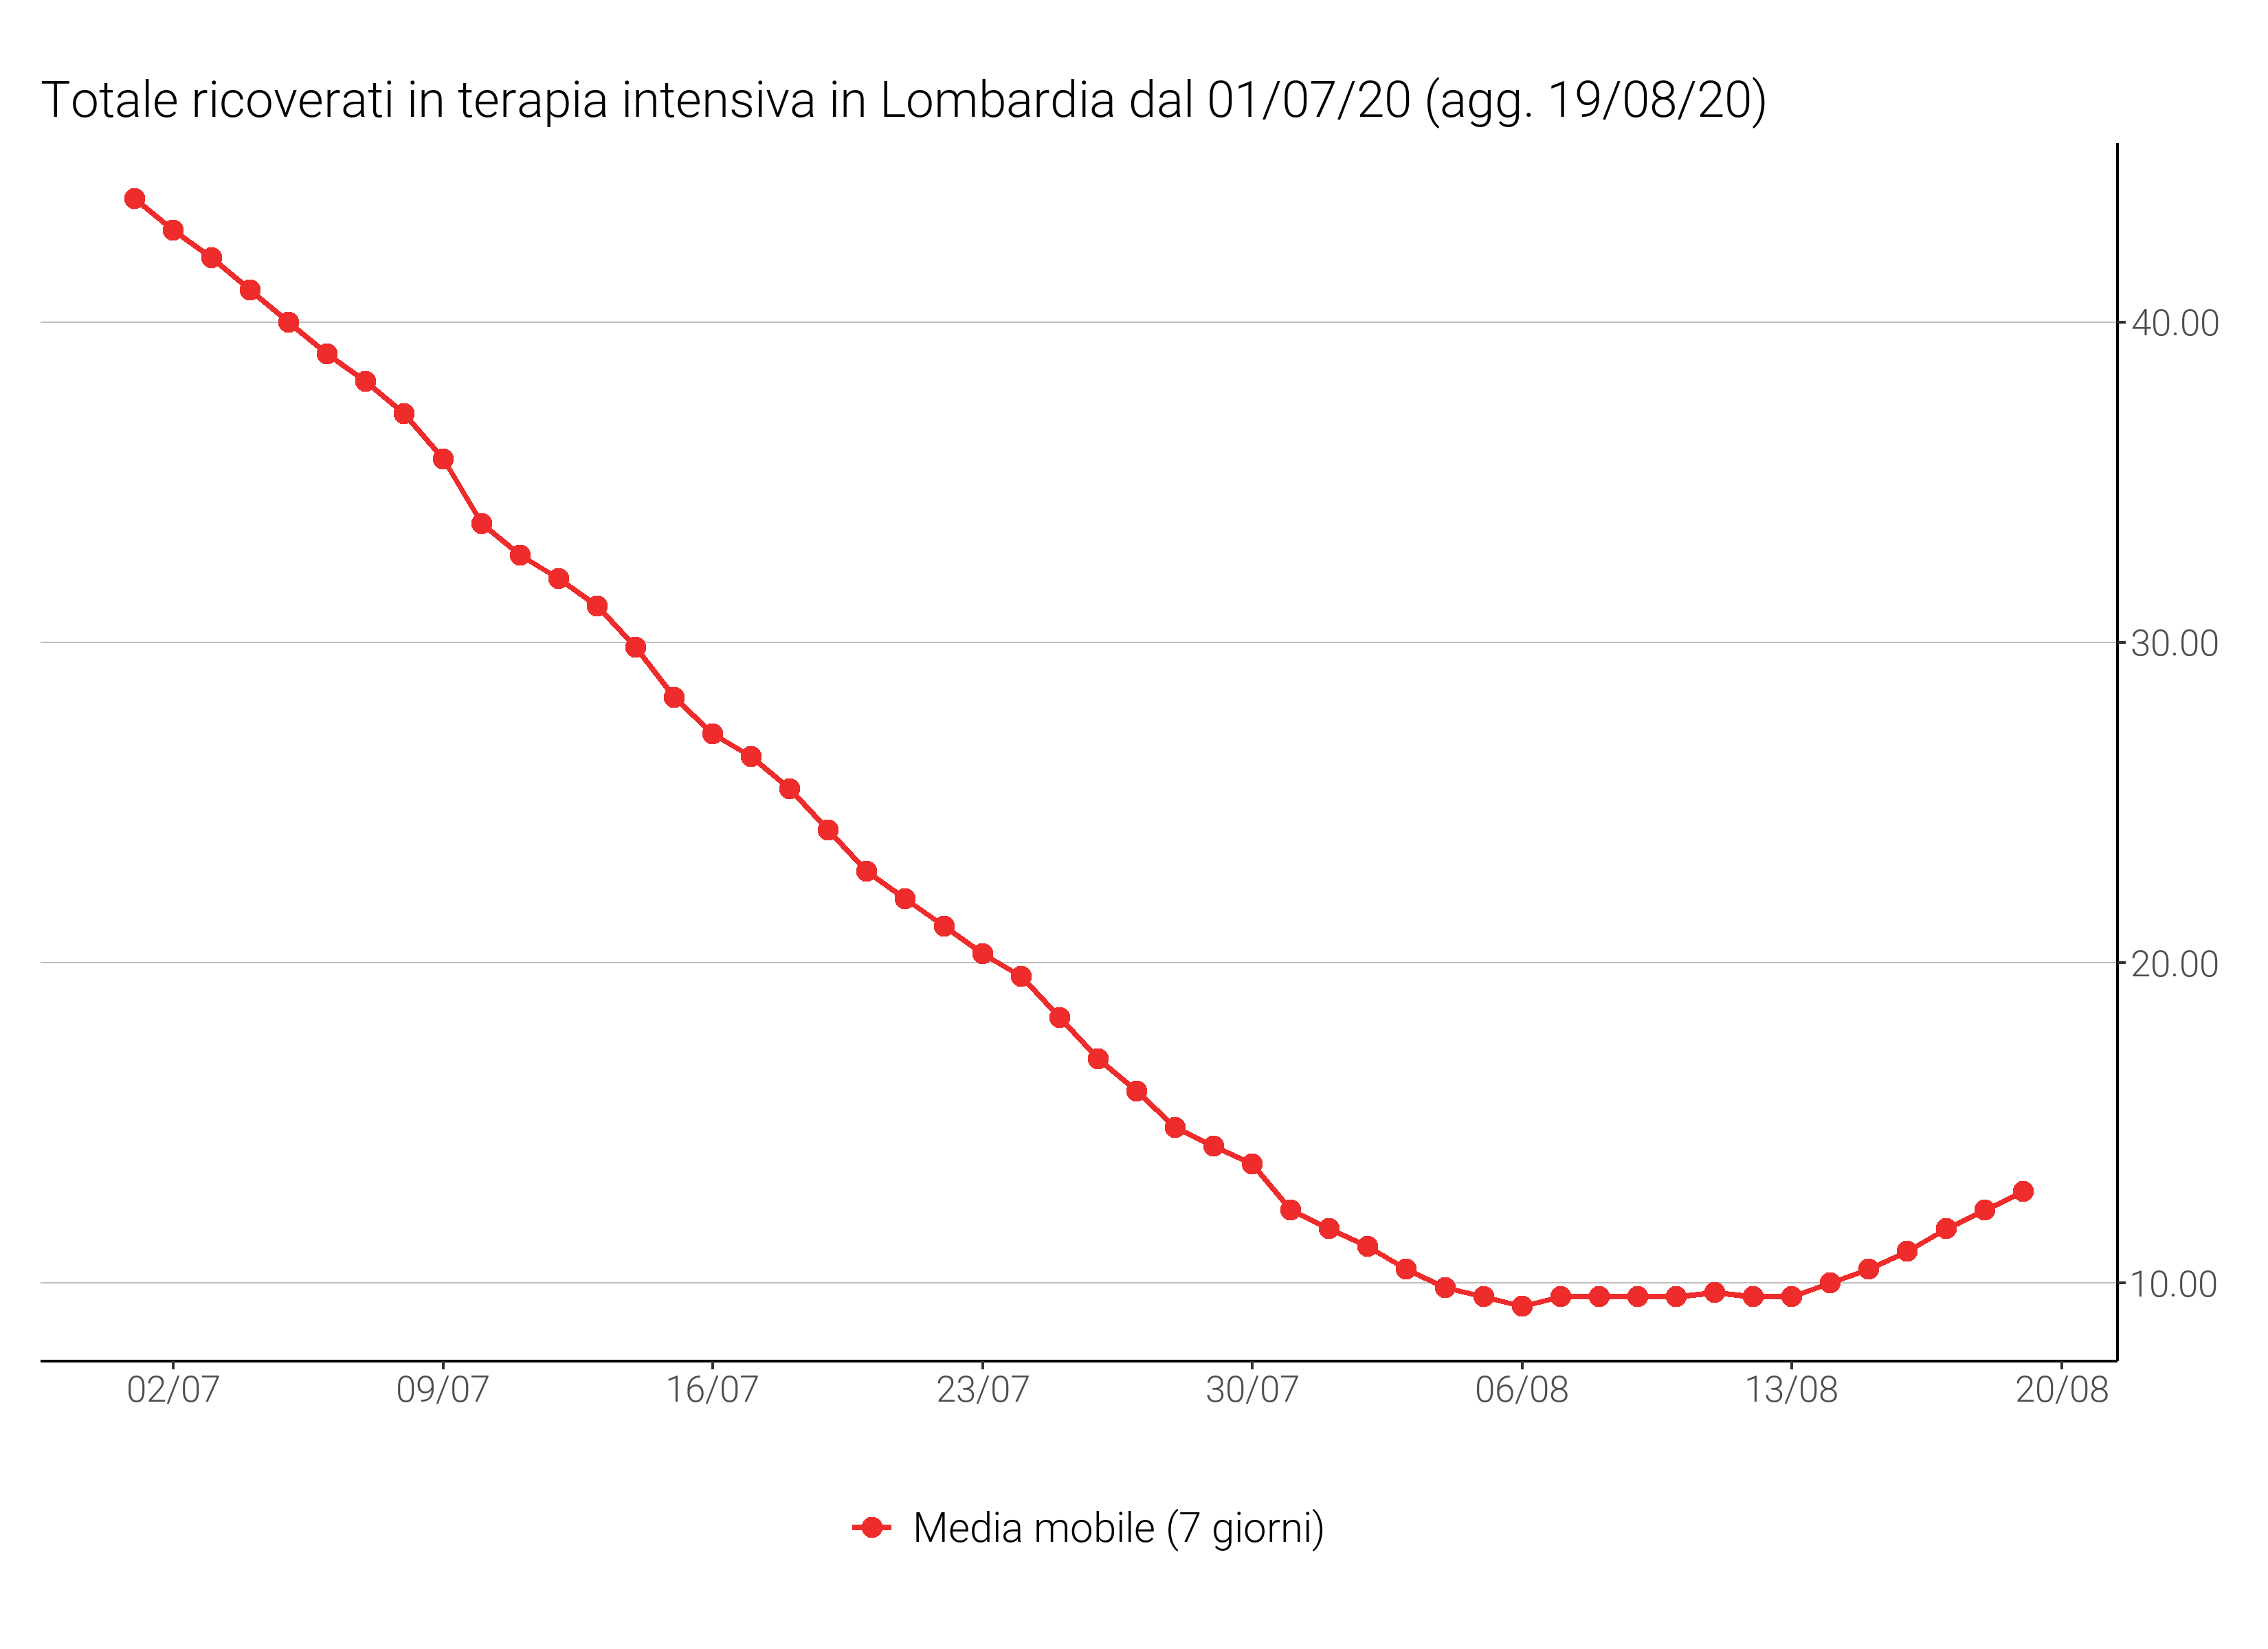 Totale ricoverati in terapia intensiva in Lombardia dal 01/07/20 (agg. 19/08/20)
40.00
30.00
20.00
10.00
02/07 09/07 16/07 23/07 30/07 06/08 13/08 20/08
Media mobile (7 giorni)